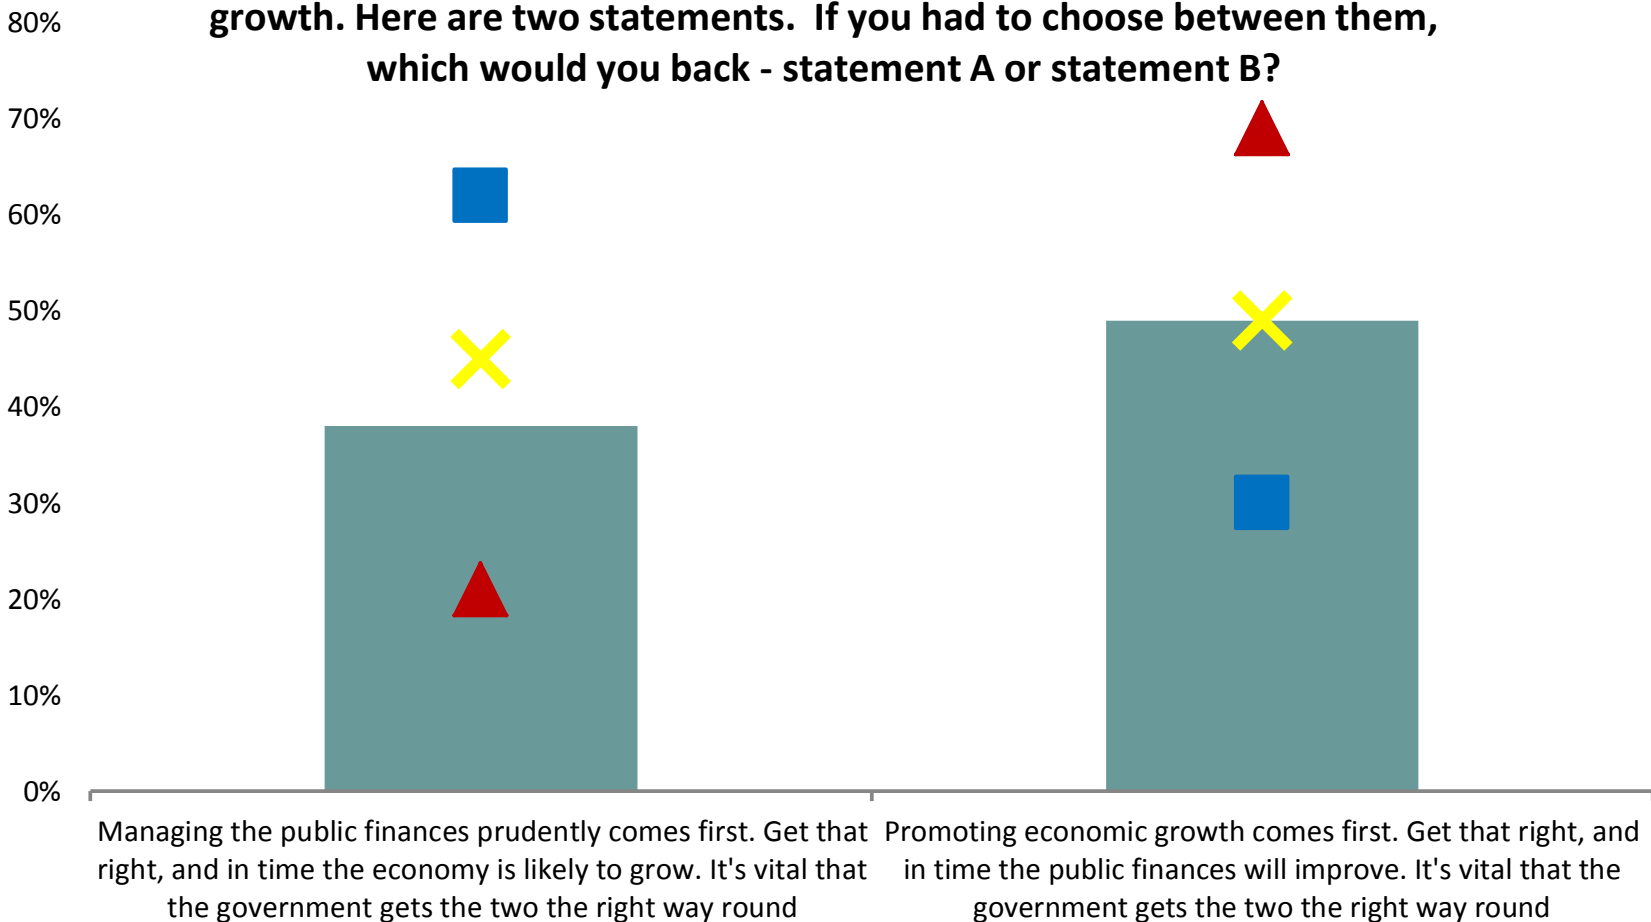 growth. Here are two statements.  If you had to choose between them,
which would you back - statement A or statement B?
80%
70%
60%
50%
40%
30%
20%
10%
0%
Managing the public finances prudently comes first. Get that
right, and in time the economy is likely to grow. It's vital that
the government gets the two the right way round
Promoting economic growth comes first. Get that right, and
in time the public finances will improve. It's vital that the
government gets the two the right way round